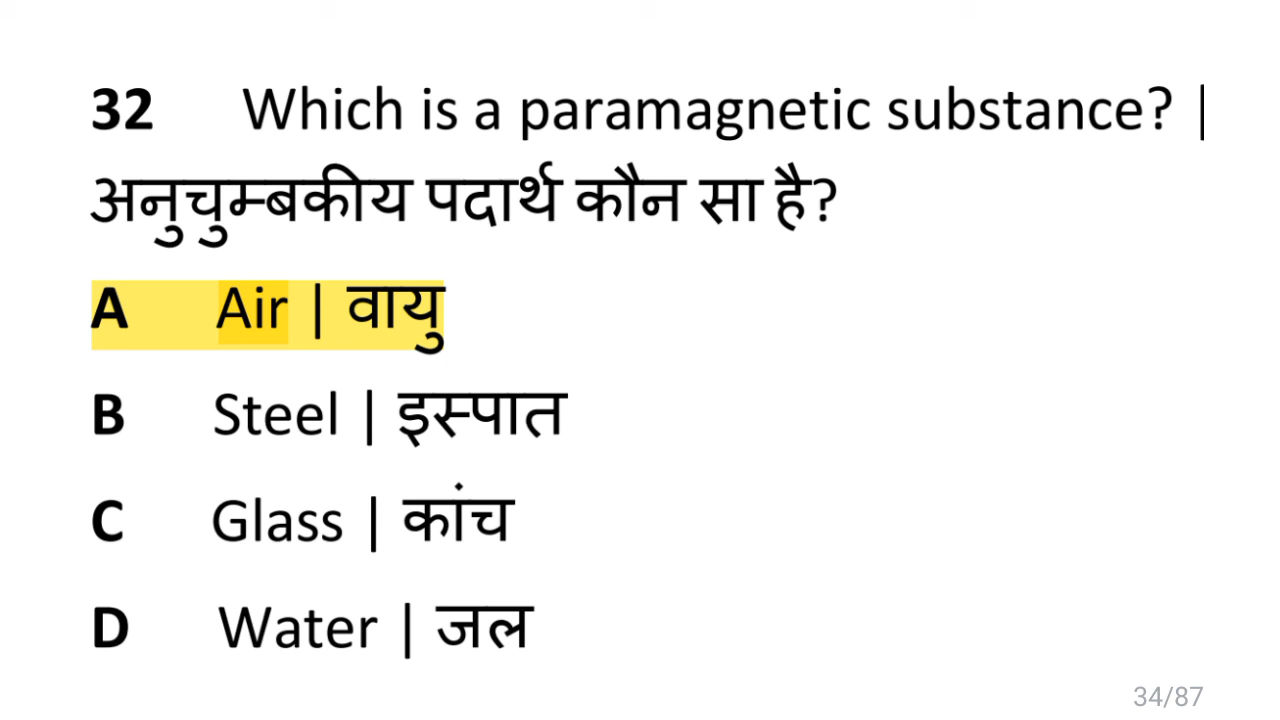 32 Which is a paramagnetic substance? |
अनुचुम्बकीय पदार्थ कौन सा है?
A Air | वायु
B Steel | इस्पात
C Glass | कांच
D Water | जल
34/87